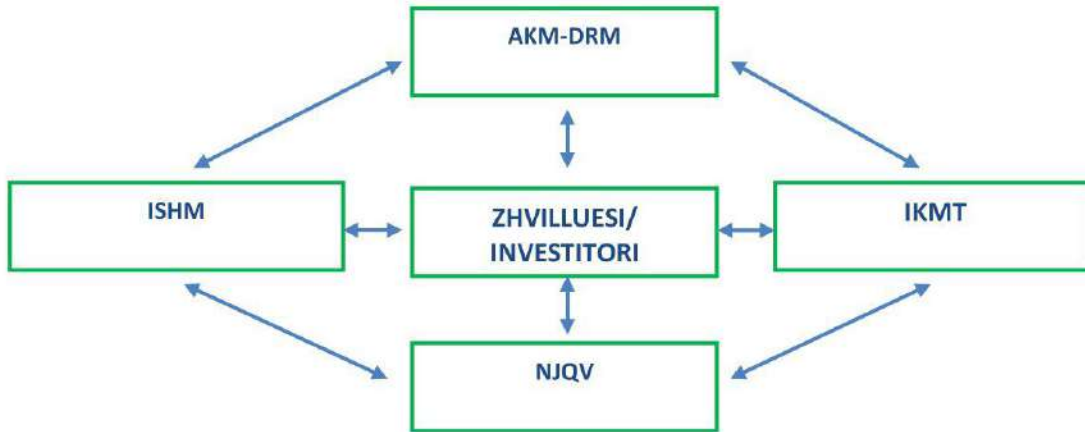 AKM-DRM
ISHM
ZHVILLUESI/
INVESTITORI
IKMT
NJQV